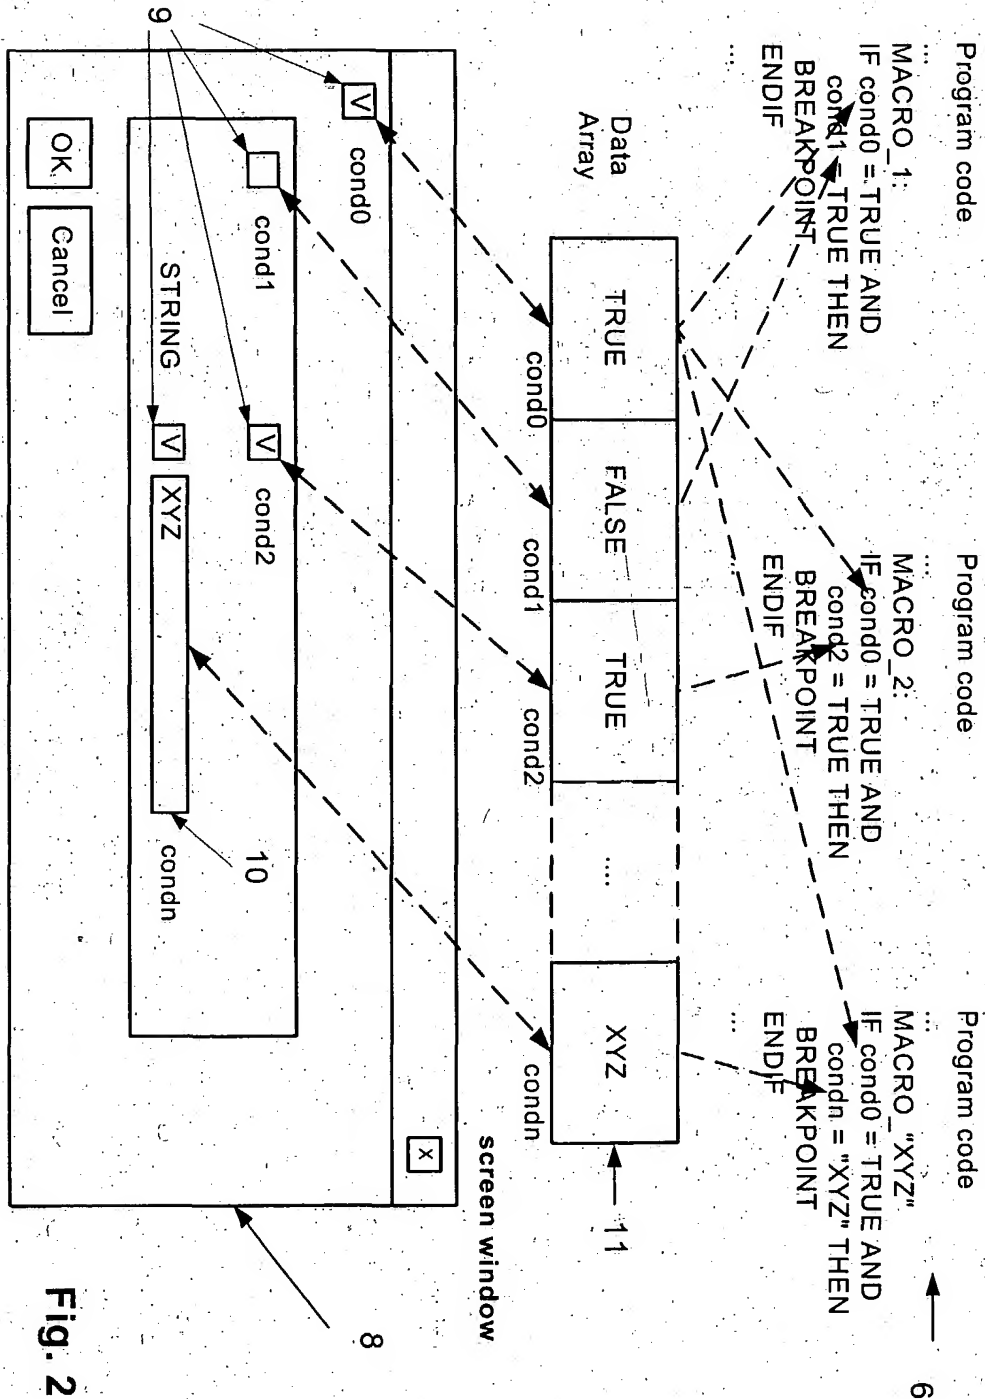 Program code
...
MACRO_1:
IF cond0 = TRUE AND
cond1 = TRUE THEN
BREAKPOINT
ENDIF
...
Program code
...
MACRO_2:
IF cond0 = TRUE AND
cond2 = TRUE THEN
BREAKPOINT
ENDIF
...
Program code
...
MACRO_"XYZ"
IF cond0 = TRUE AND
condn = "XYZ" THEN
BREAKPOINT
ENDIF
...
6
Data
Array
TRUE
FALSE
TRUE
....
XYZ
11
cond0
cond1
cond2
condn
screen window
x
V
cond0
cond1
V
cond2
STRING
V
XYZ
condn
10
9
OK
Cancel
8
Fig. 2